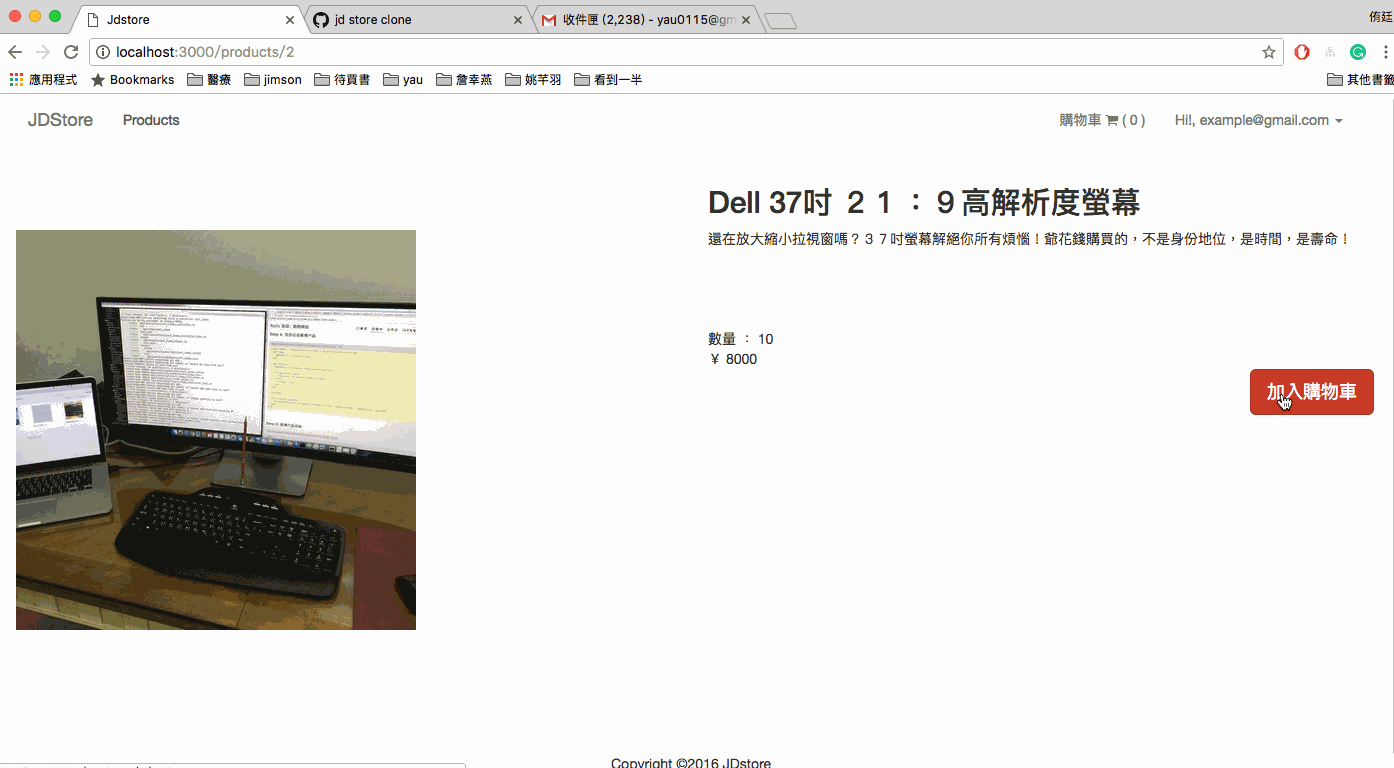 Jdstore
jd store clone
收件匣 (2,238) - yau0115@gm
侑廷
localhost:3000/products/2
應用程式
Bookmarks
醫療
jimson
待買書
yau
詹幸燕
姚芊羽
看到一半
其他書籤
JDStore
Products
購物車 ( 0 )
Hi!, example@gmail.com
Dell 37吋 ２１：９高解析度螢幕
還在放大縮小拉視窗嗎？３７吋螢幕解絕你所有煩惱！爺花錢購買的，不是身份地位，是時間，是壽命！
數量 ： 10
￥ 8000
加入購物車
Copyright ©2016 JDstore